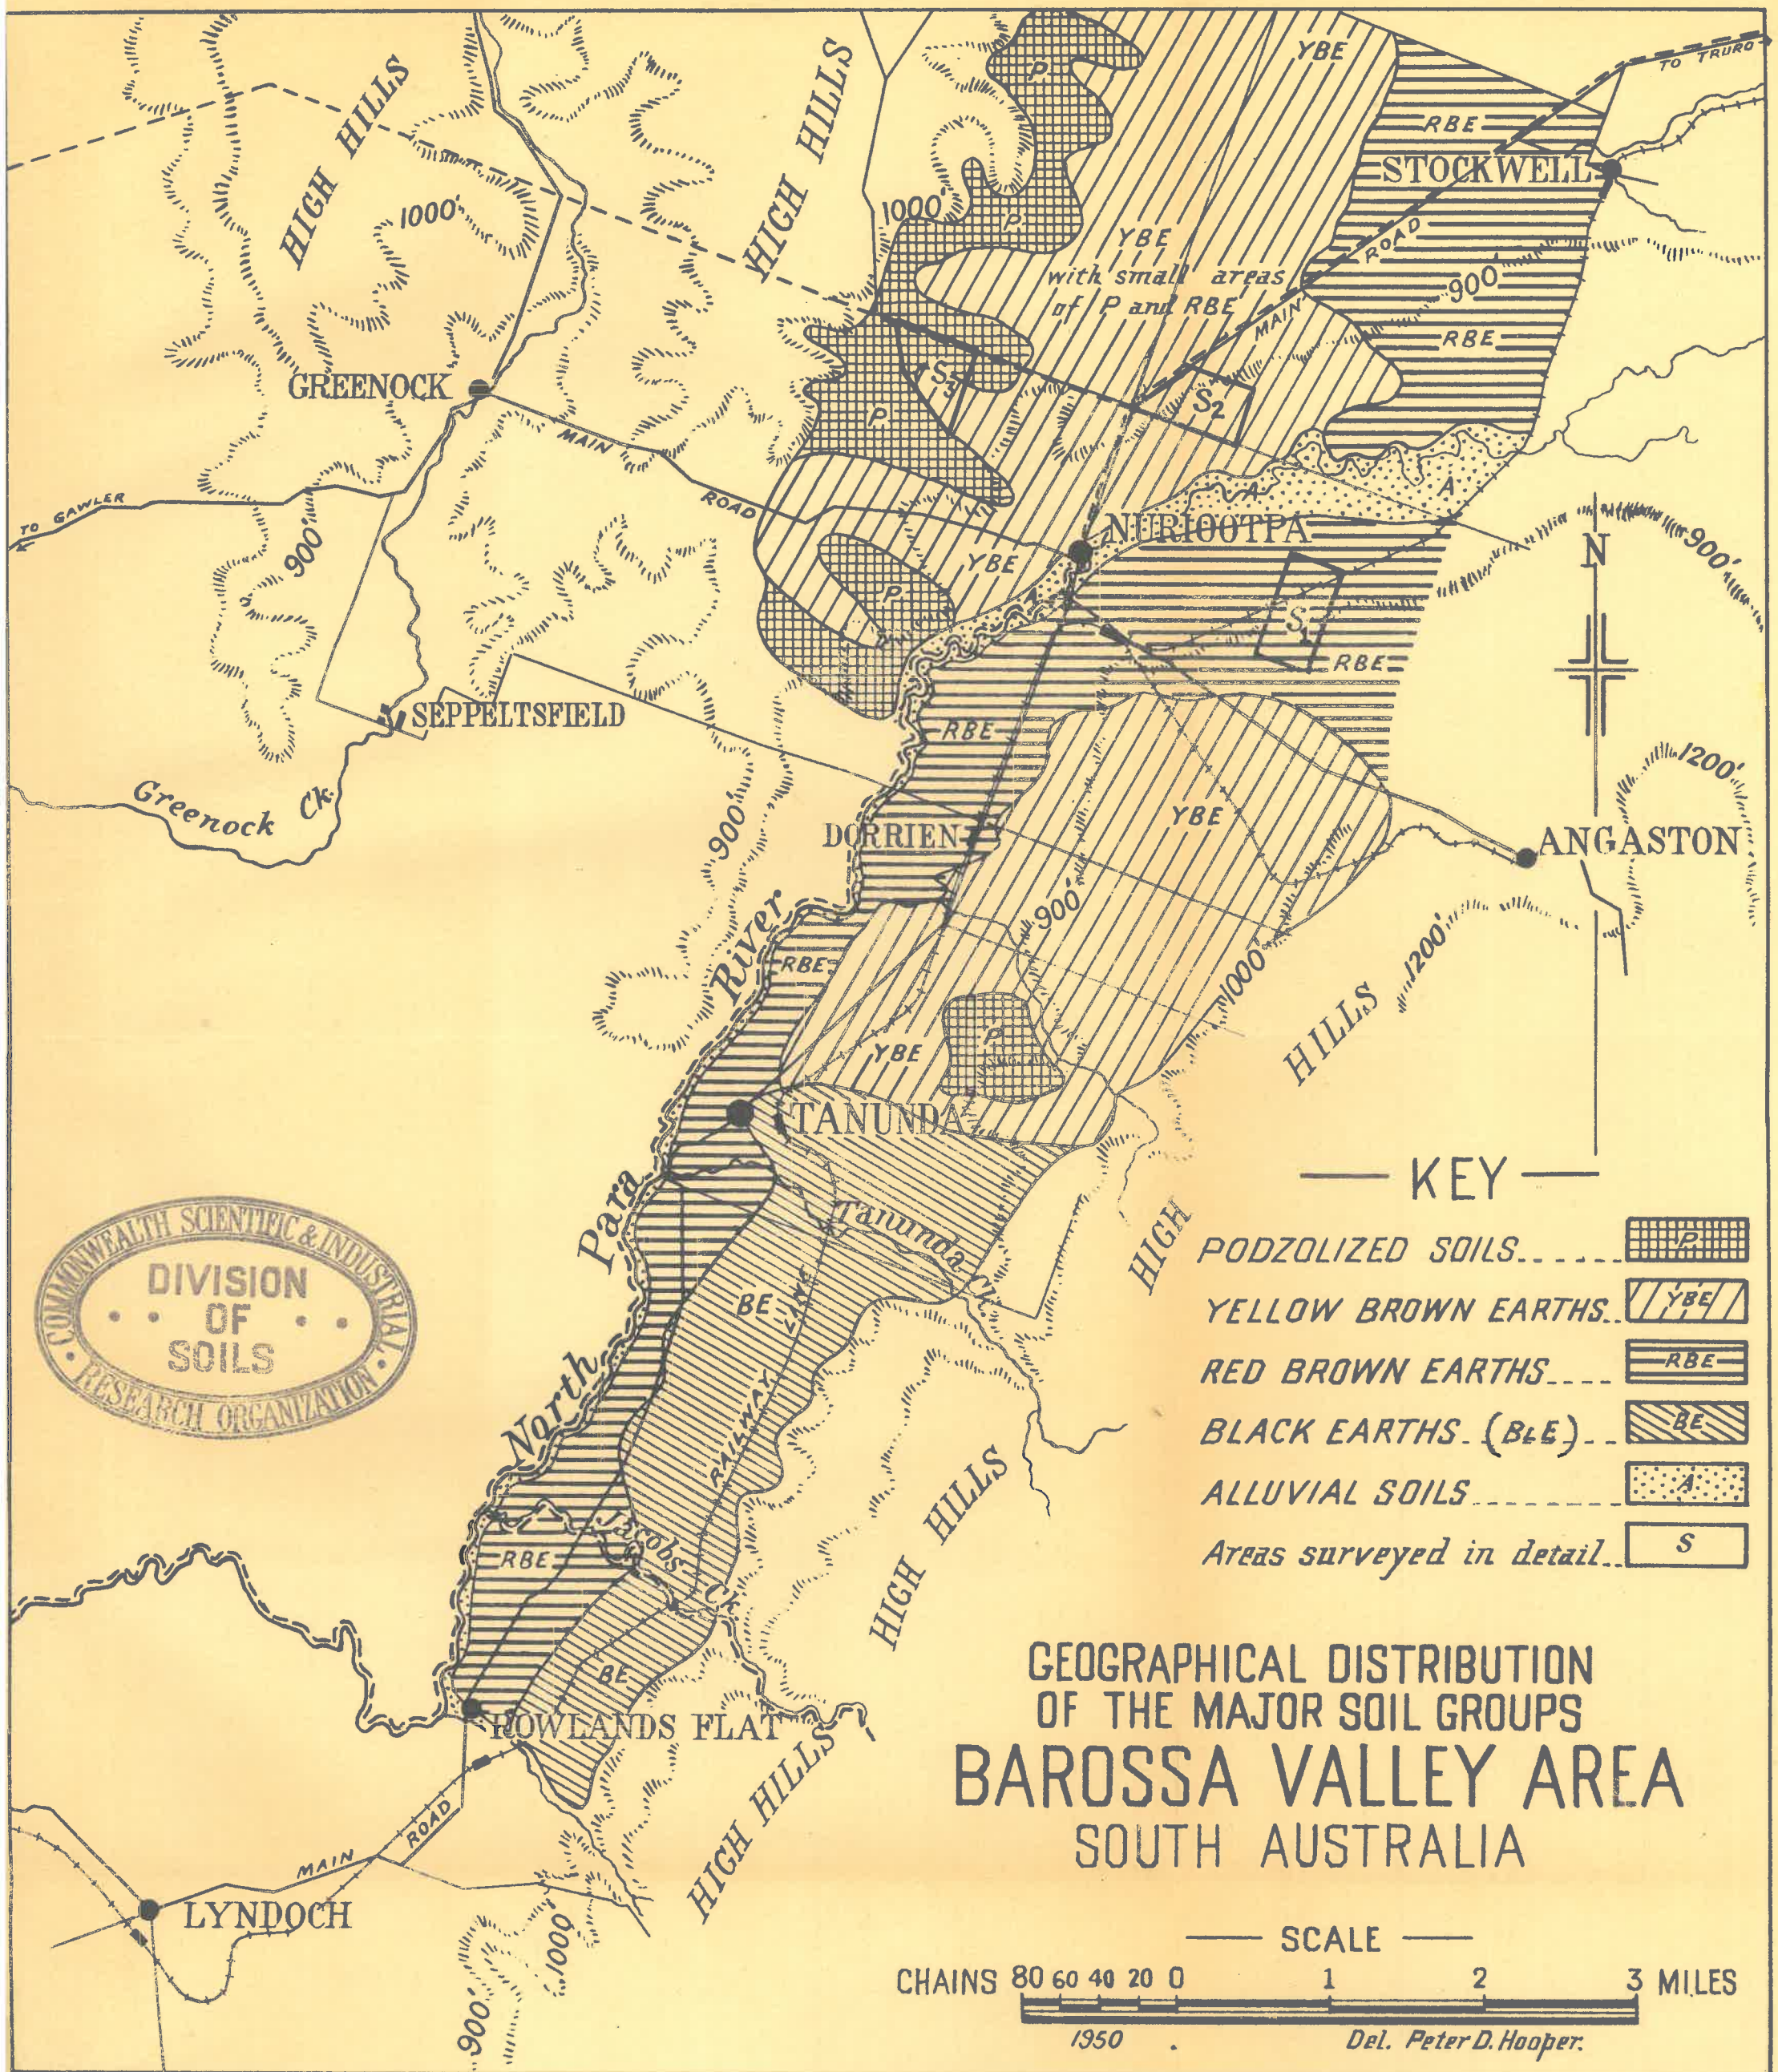 HIGH HILLS
HIGH HILLS
P
YBE
TO TRURO
RBE
STOCKWELL
1000'
1000'
P
YBE
with small areas
of P and RBE
MAIN
ROAD
900'
RBE
GREENOCK
MAIN
ROAD
S3
P
S2
TO GAWLER
900'
A
A
NURIOOTPA
YBE
P
A
S1
RBE
N
900'
SEPPELTSFIELD
RBE
1200'
Greenock Ck.
900'
DORRIEN
YBE
ANGASTON
River
900'
RBE
1000'
1200'
HILLS
P
YBE
TANUNDA
Para
Tanunda Ck.
HIGH
BE
RAILWAY LINE
North
HIGH HILLS
Jacobs Ck.
RBE
BE
ROWLANDS FLAT
HIGH HILLS
MAIN
ROAD
LYNDOCH
900'
1000'
COMMONWEALTH SCIENTIFIC & INDUSTRIAL
DIVISION
OF
SOILS
RESEARCH ORGANIZATION
KEY
PODZOLIZED SOILS P.
YELLOW BROWN EARTHS YBE
RED BROWN EARTHS RBE
BLACK EARTHS (BLE) BE
ALLUVIAL SOILS A
Areas surveyed in detail S
GEOGRAPHICAL DISTRIBUTION
OF THE MAJOR SOIL GROUPS
BAROSSA VALLEY AREA
SOUTH AUSTRALIA
SCALE
CHAINS 80 60 40 20 0 1 2 3 MILES
1950 Del. Peter D. Hooper.